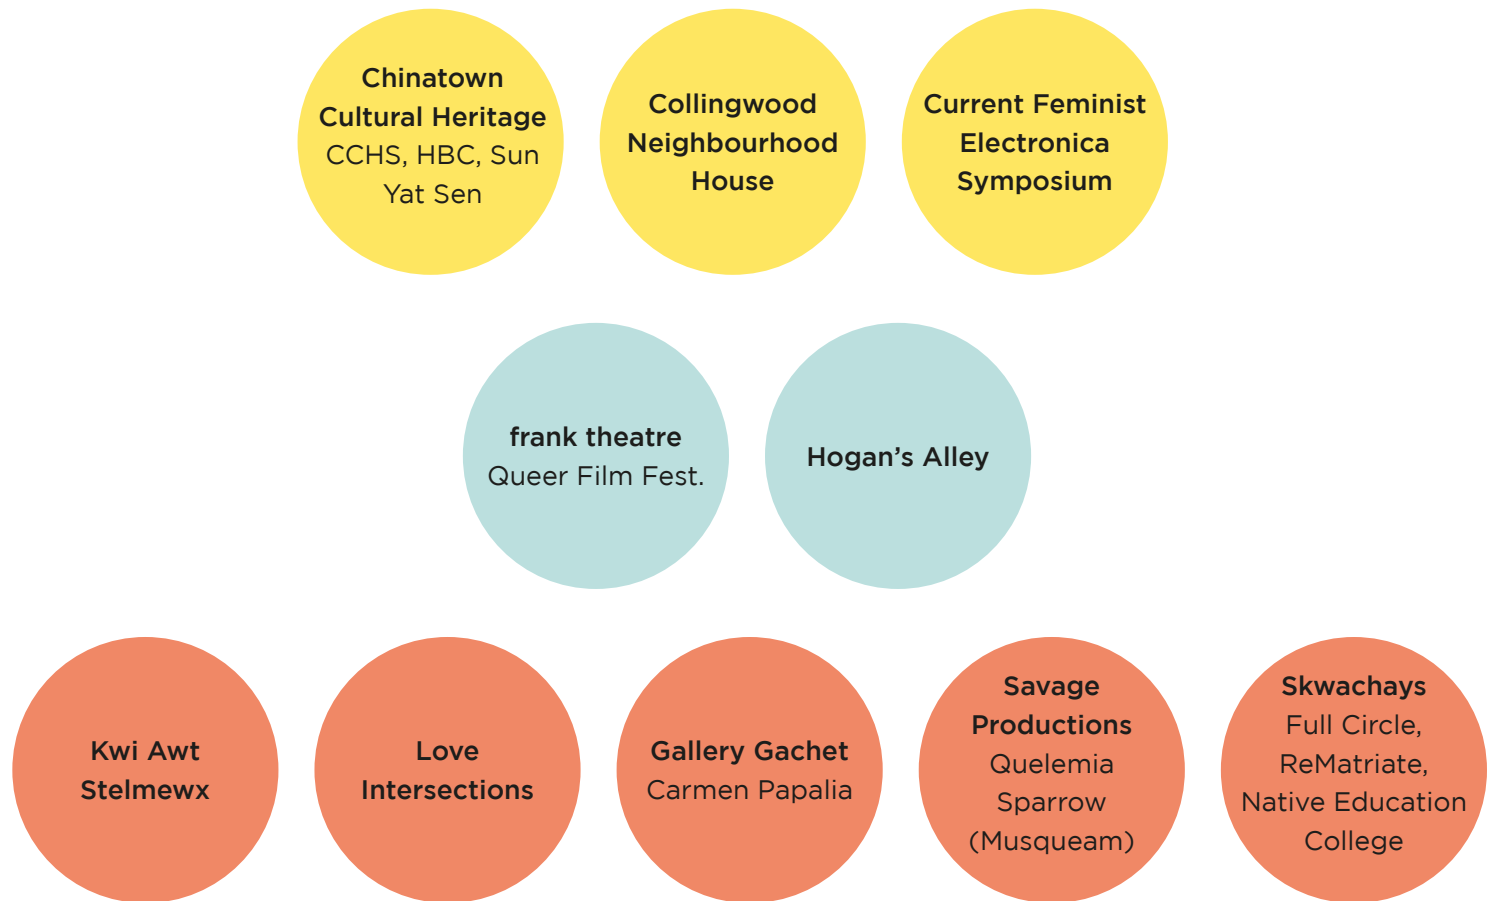 Chinatown
Cultural Heritage
CCHS, HBC, Sun
Yat Sen
Collingwood
Neighbourhood
House
Current Feminist
Electronica
Symposium
frank theatre
Queer Film Fest.
Hogan’s Alley
Kwi Awt
Stelmewx
Love
Intersections
Gallery Gachet
Carmen Papalia
Savage
Productions
Quelemia
Sparrow
(Musqueam)
Skwachays
Full Circle,
ReMatriate,
Native Education
College